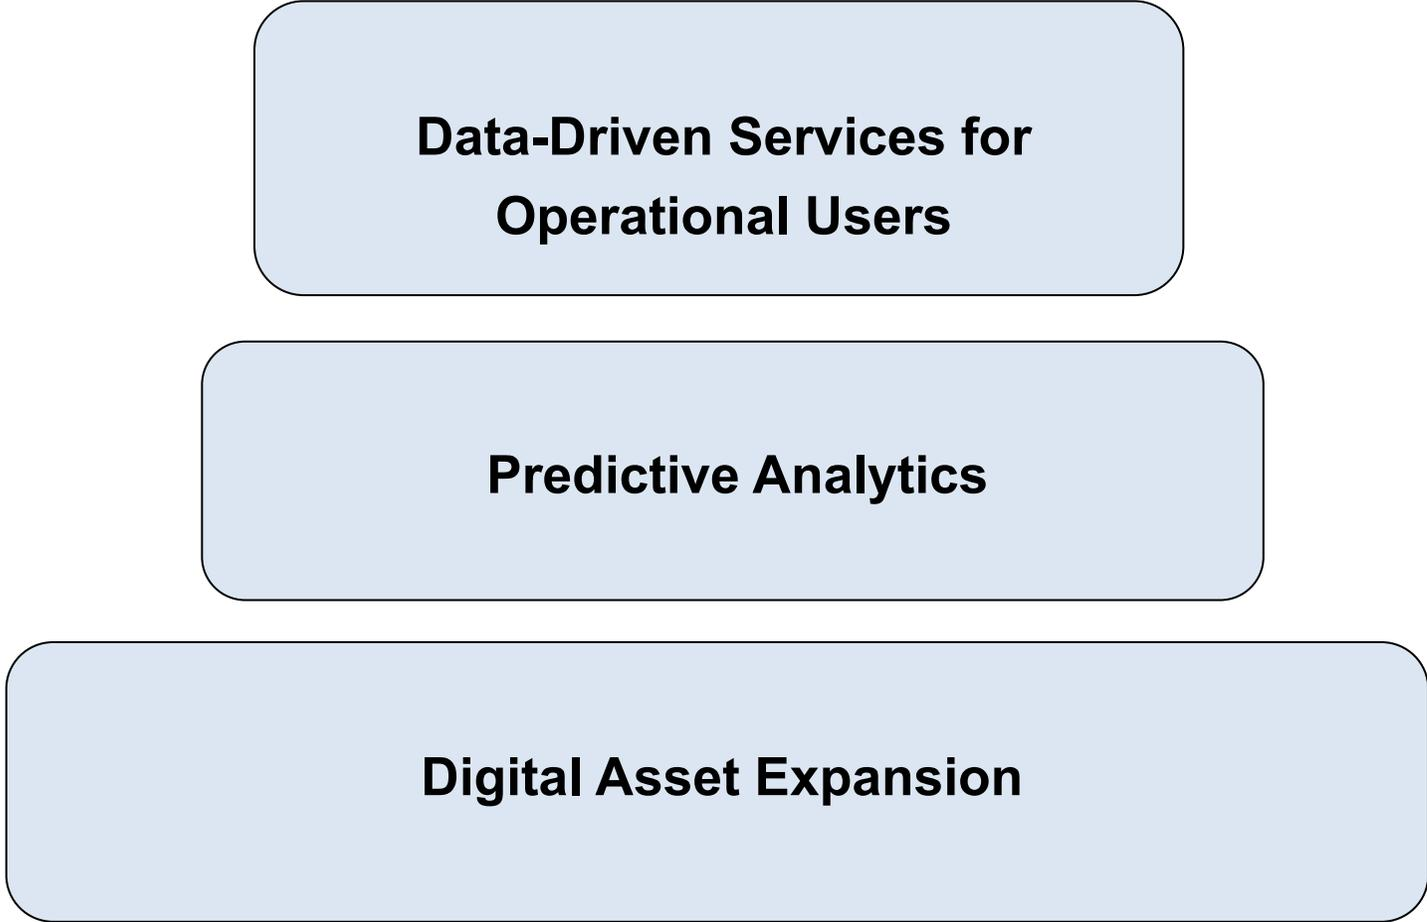 Data-Driven Services for
Operational Users
Predictive Analytics
Digital Asset Expansion